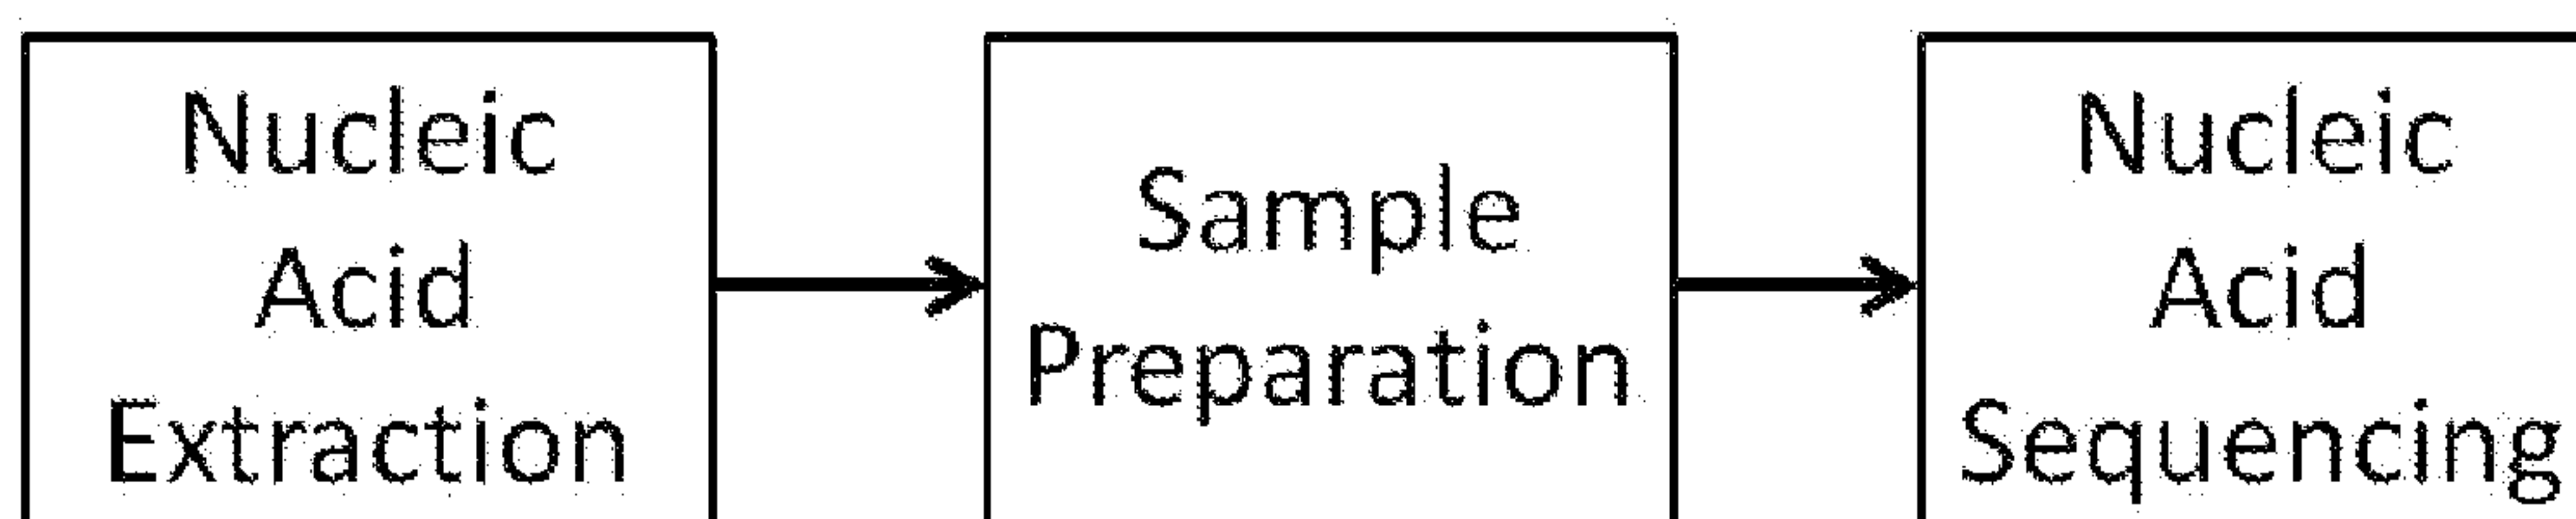 Nucleic
Acid
Extraction
Sample
Preparation
Nucleic
Acid
Sequencing